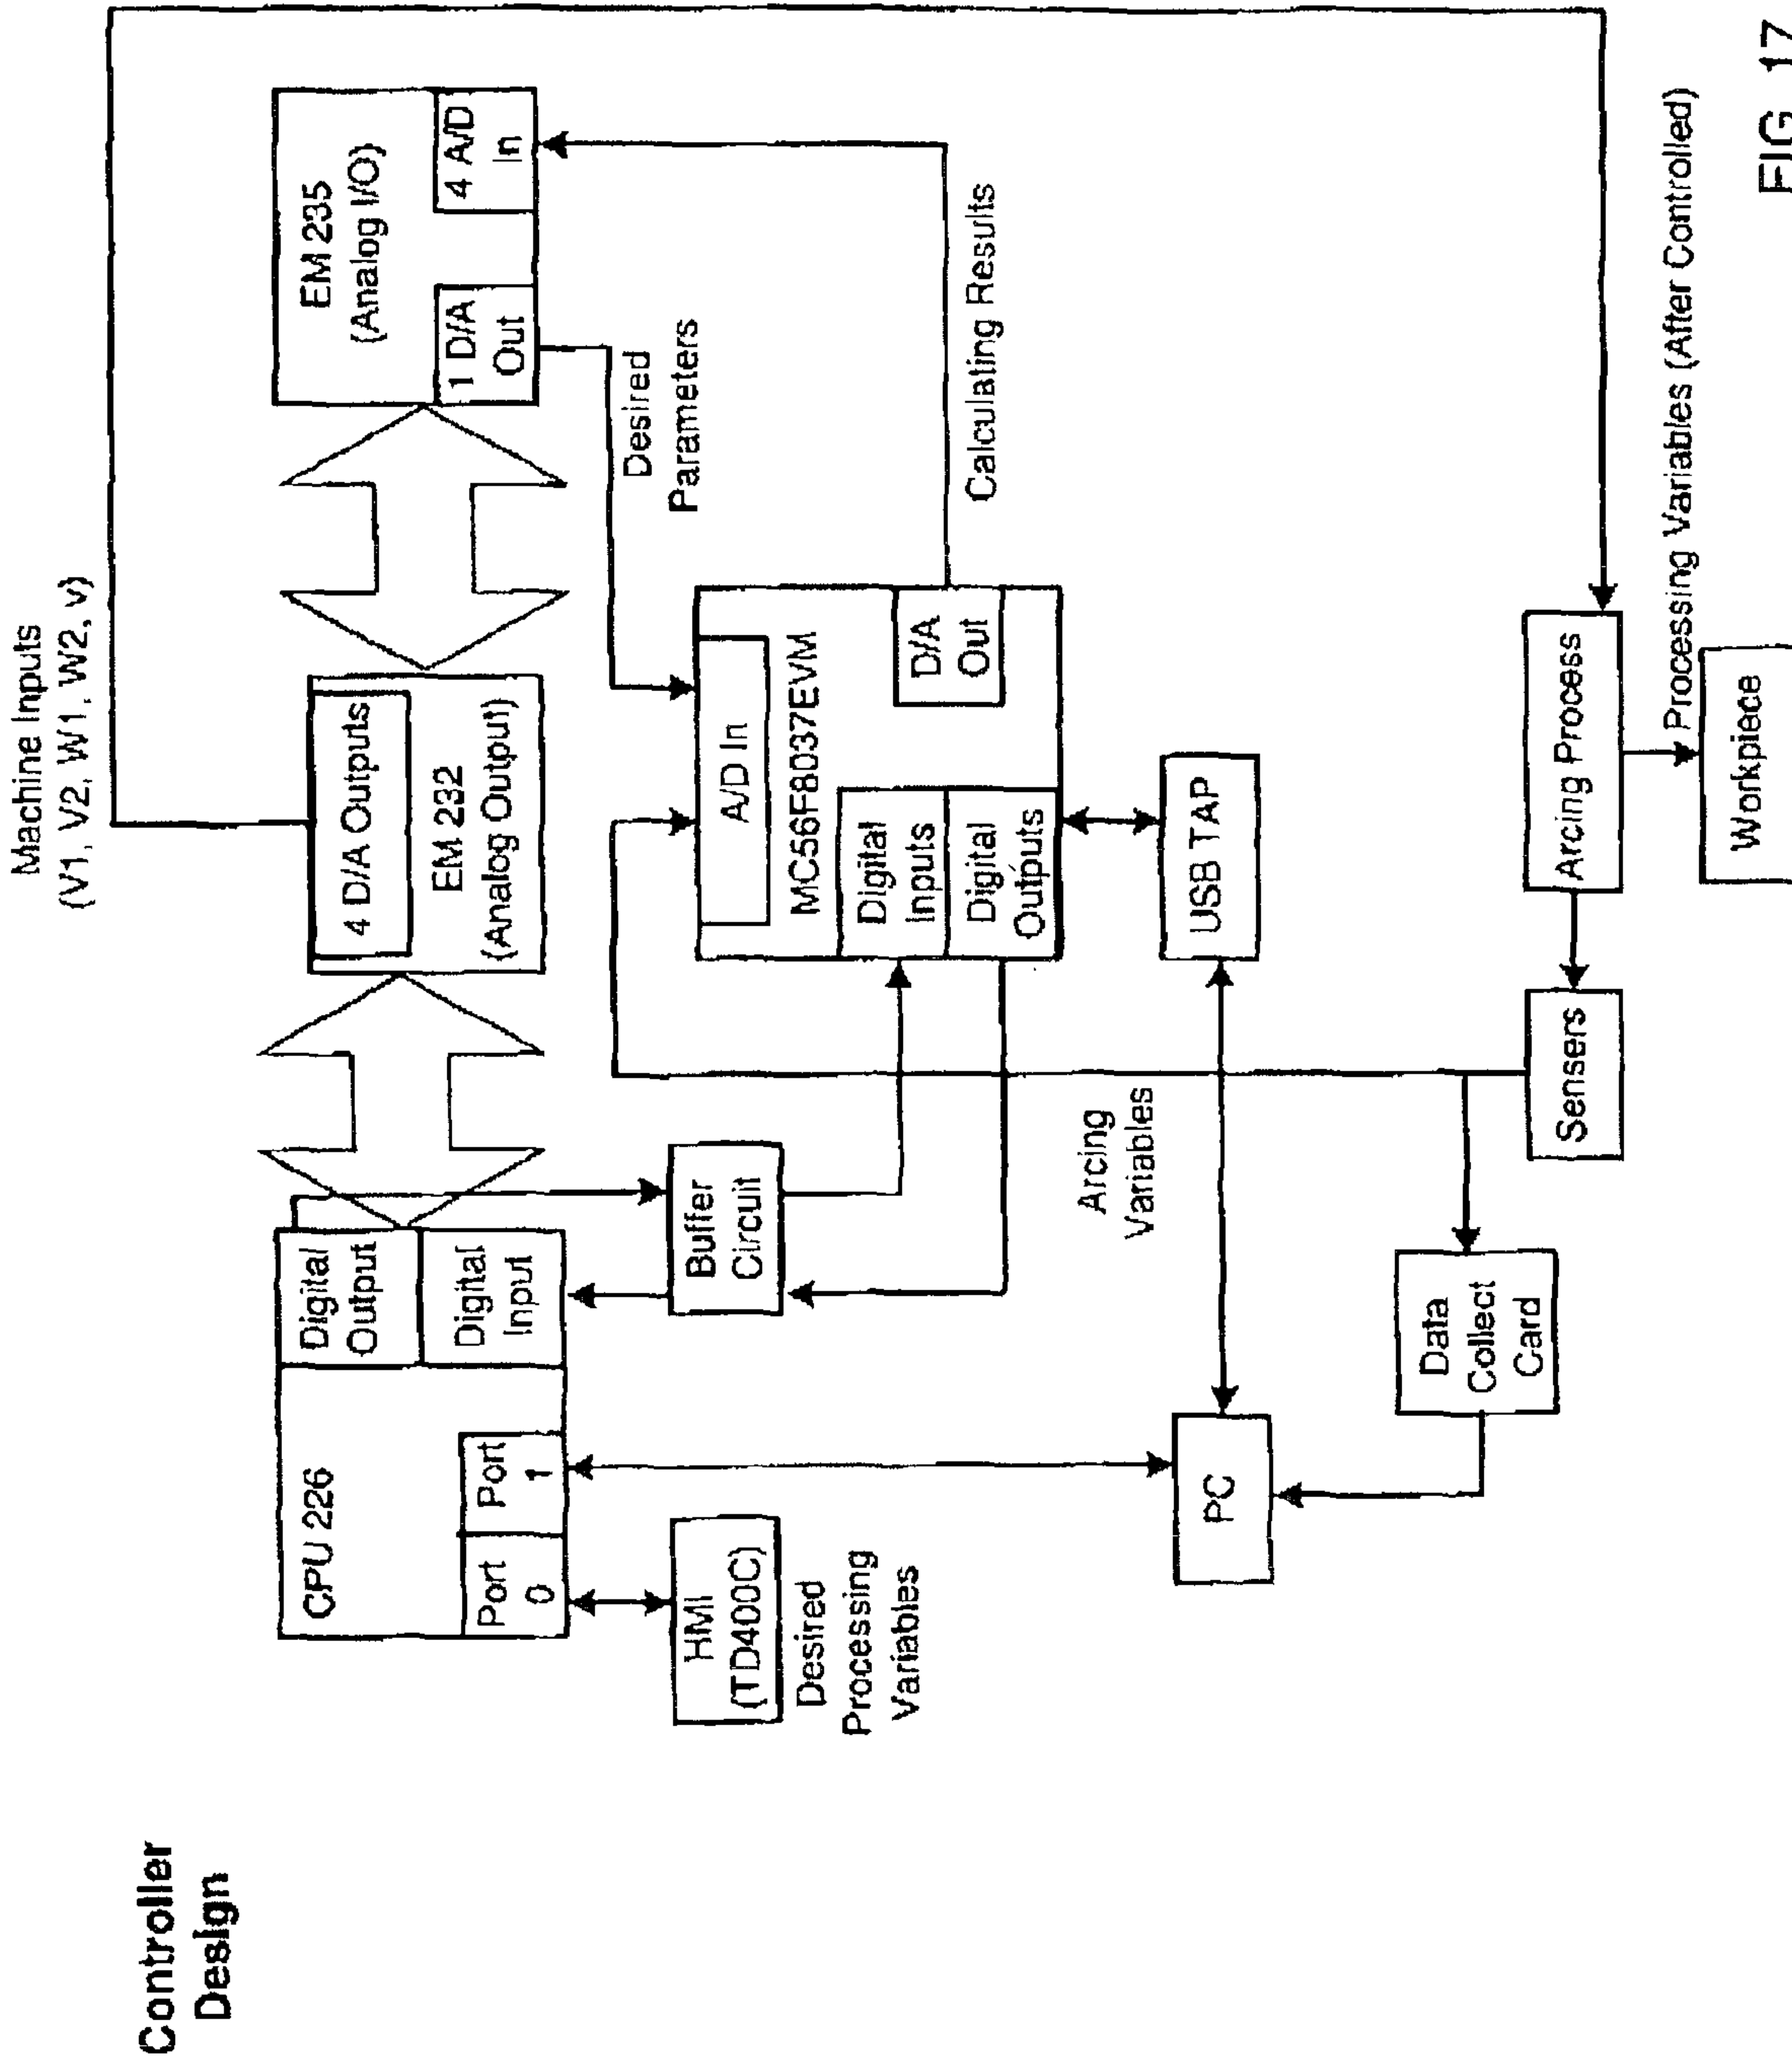 Controller
Design
Machine Inputs
(V1, V2, W1, W2, v)
CPU 226
Port
0
Port
1
Digital
Output
Digital
Input
4 D/A Outputs
EM 232
(Analog Output)
EM 235
(Analog I/O)
1 D/A
Out
4 A/D
In
HMI
(TD400C)
Desired
Processing
Variables
Buffer
Circuit
Desired
Parameters
A/D In
MC56F8037EVM
Digital
Inputs
Digital
Outputs
D/A
Out
Calculating Results
Arcing
Variables
PC
USB TAP
Data
Collect
Card
Sensers
Arcing Process
Processing Variables (After Controlled)
Workpiece
FIG. 17